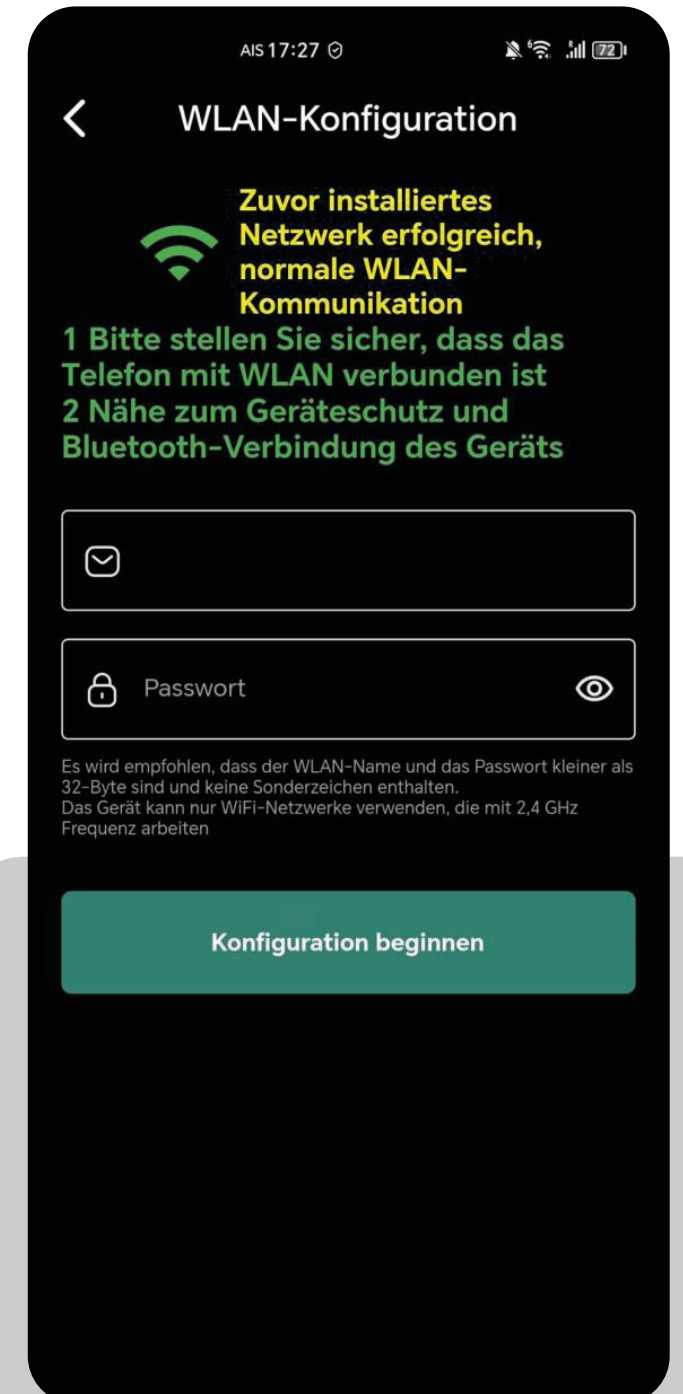 AIS 17:27
6
72
WLAN-Konfiguration
Zuvor installiertes
Netzwerk erfolgreich,
normale WLAN-
Kommunikation
1 Bitte stellen Sie sicher, dass das
Telefon mit WLAN verbunden ist
2 Nähe zum Geräteschutz und
Bluetooth-Verbindung des Geräts
Passwort
Es wird empfohlen, dass der WLAN-Name und das Passwort kleiner als
32-Byte sind und keine Sonderzeichen enthalten.
Das Gerät kann nur WiFi-Netzwerke verwenden, die mit 2,4 GHz
Frequenz arbeiten
Konfiguration beginnen